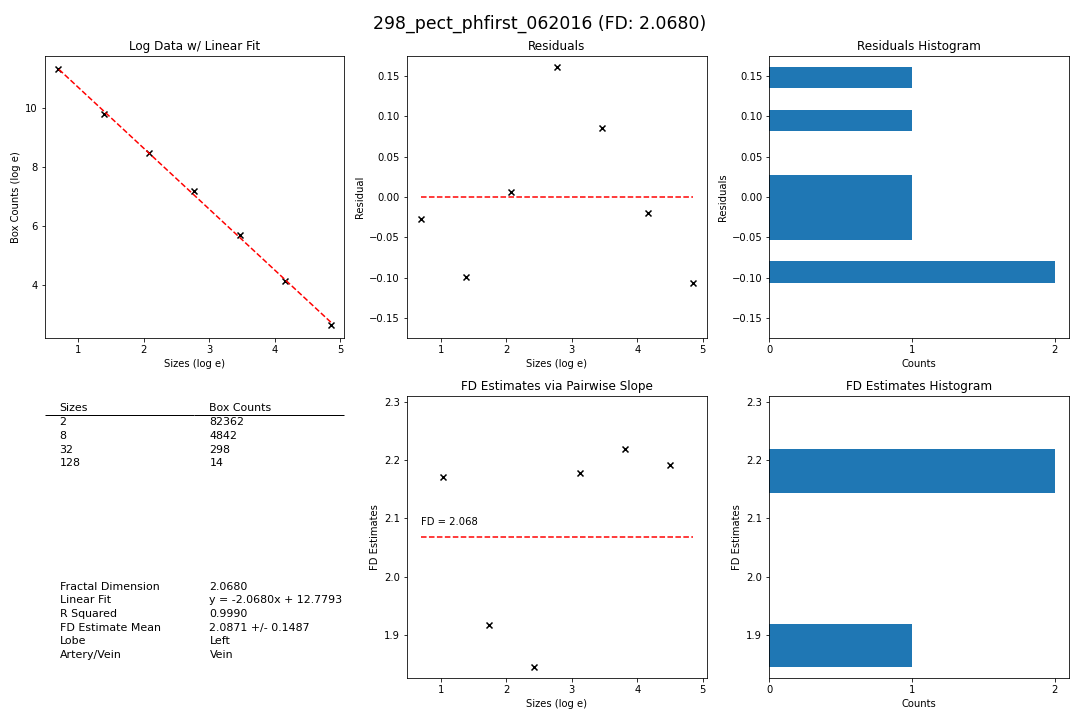 298_pect_phfirst_062016 (FD: 2.0680)
Log Data w/ Linear Fit
Box Counts (log e)
10
8
6
4
1 2 3 4 5
Sizes (log e)
Residuals
Residual
0.15
0.10
0.05
0.00
−0.05
−0.10
−0.15
1 2 3 4 5
Sizes (log e)
Residuals Histogram
Residuals
0.15
0.10
0.05
0.00
−0.05
−0.10
−0.15
0 1 2
Counts
Sizes Box Counts
2 82362
8 4842
32 298
128 14
Fractal Dimension 2.0680
Linear Fit y = -2.0680x + 12.7793
R Squared 0.9990
FD Estimate Mean 2.0871 +/- 0.1487
Lobe Left
Artery/Vein Vein
FD Estimates via Pairwise Slope
FD Estimates
2.3
2.2
2.1
2.0
1.9
FD = 2.068
1 2 3 4 5
Sizes (log e)
FD Estimates Histogram
FD Estimates
2.3
2.2
2.1
2.0
1.9
0 1 2
Counts